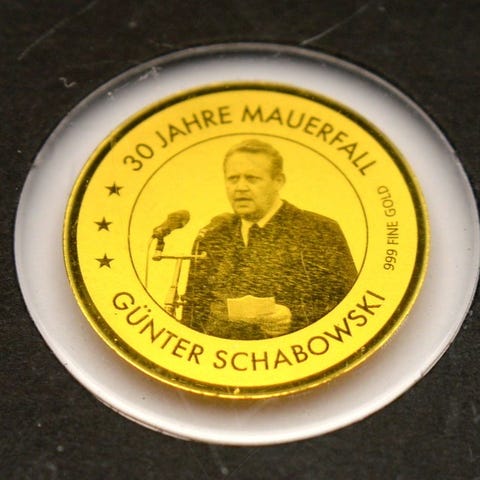 30 JAHRE MAUERFALL
999 FINE GOLD
GÜNTER SCHABOWSKI